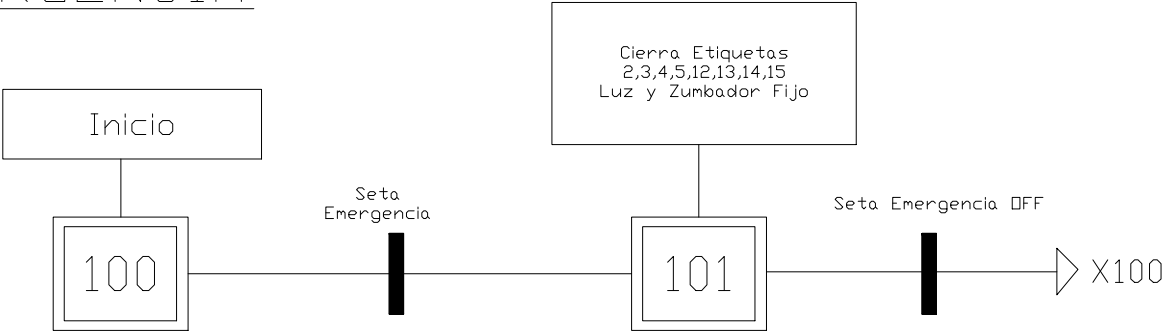 Inicio
Cierra Etiquetas
2,3,4,5,12,13,14,15
Luz y Zumbador Fijo
Seta
Emergencia
Seta Emergencia OFF
100
101
X100